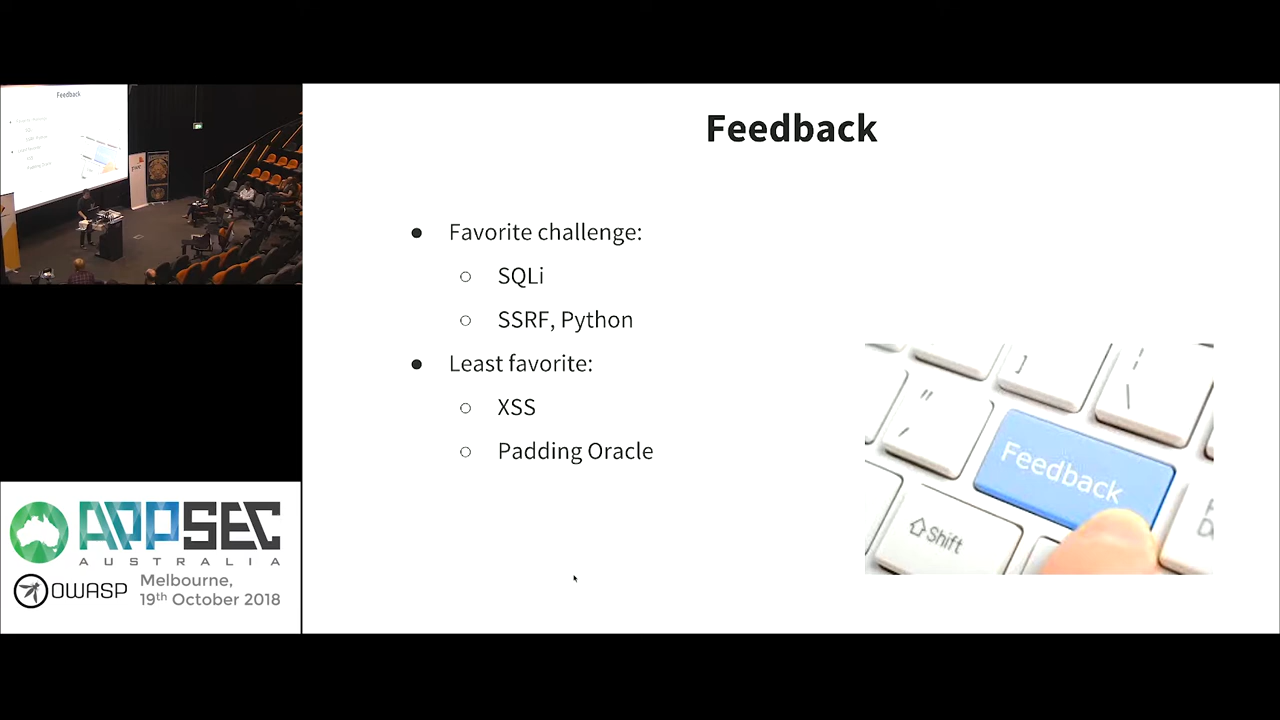 Feedback
Favorite challenge:
SQLi
SSRF, Python
Least favorite:
XSS
Padding Oracle
Feedback
Shift
Feedback
APPSEC
AUSTRALIA
OWASP
Melbourne,
19th October 2018